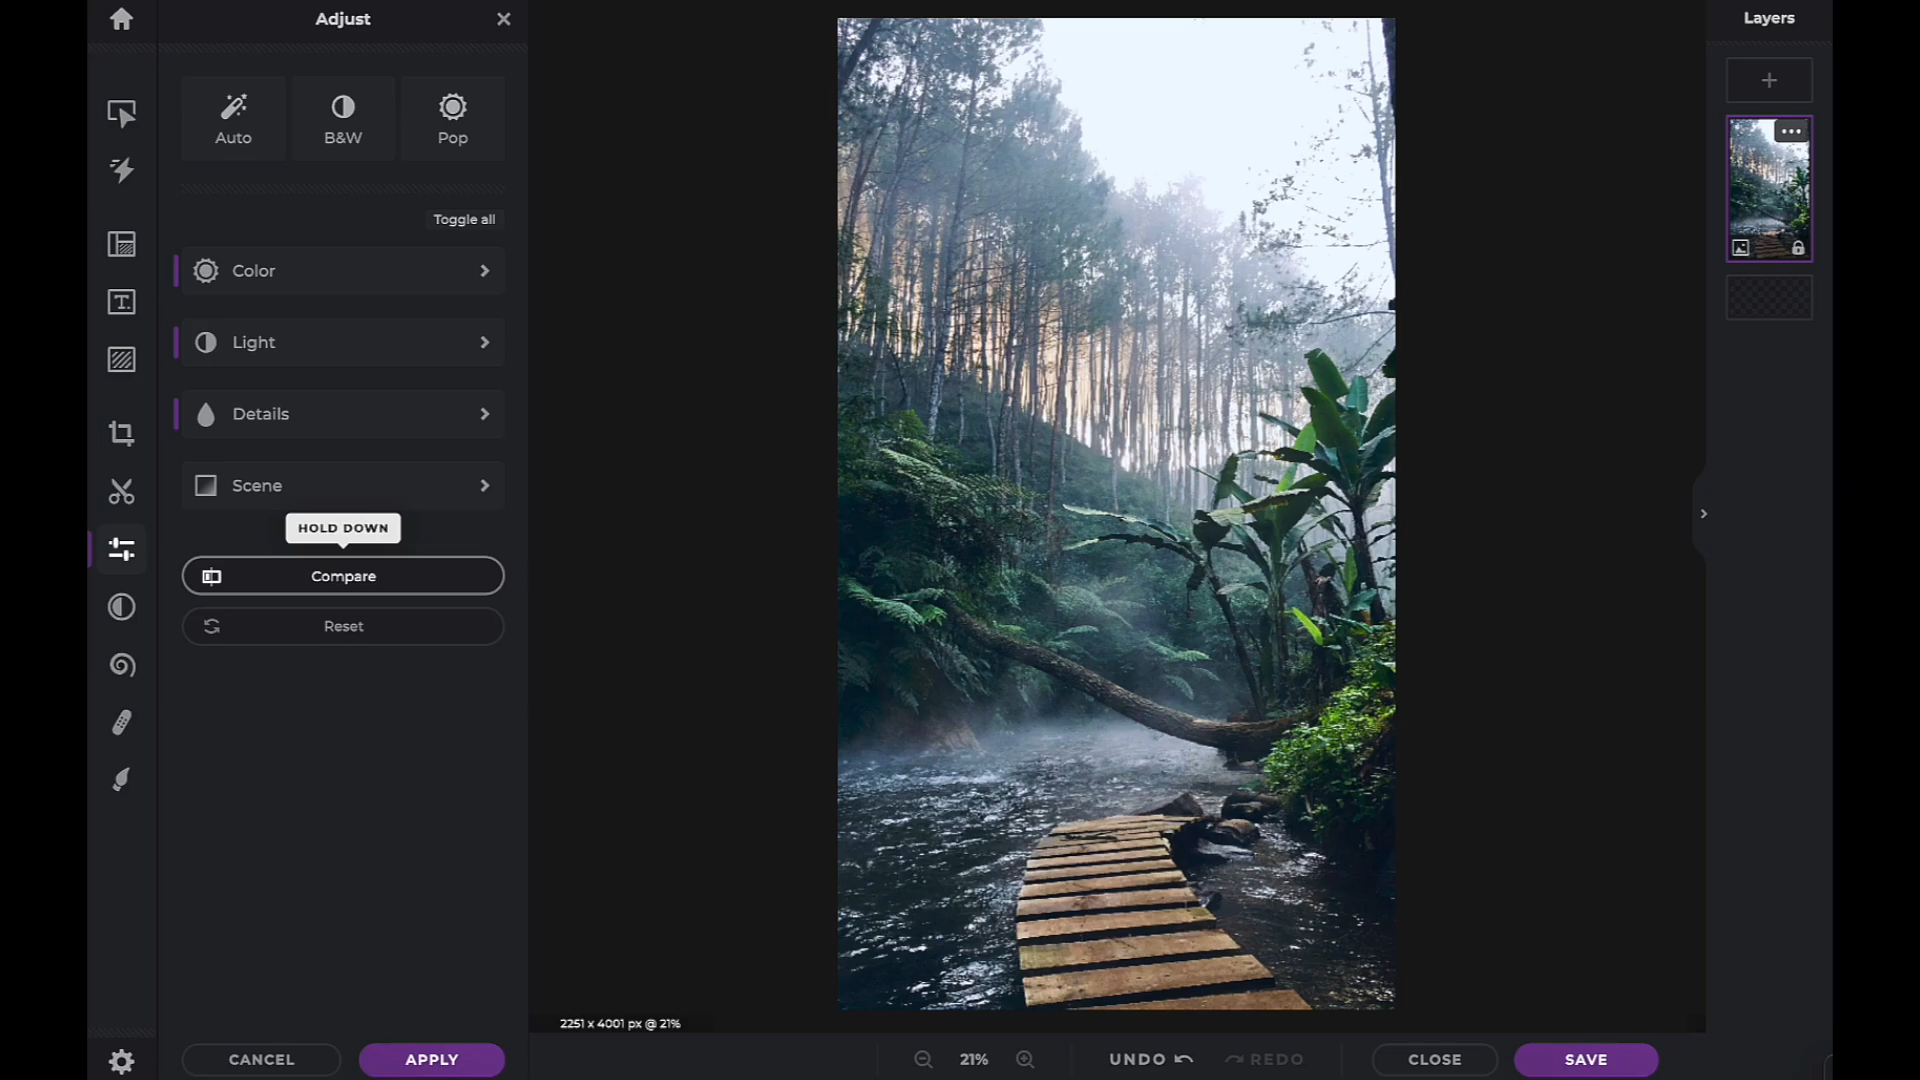 Adjust
Layers
Auto
B&W
Pop
Toggle all
Color
Light
Details
Scene
HOLD DOWN
Compare
Reset
2251 x 4001 px @ 21%
CANCEL
APPLY
21%
UNDO
REDO
CLOSE
SAVE